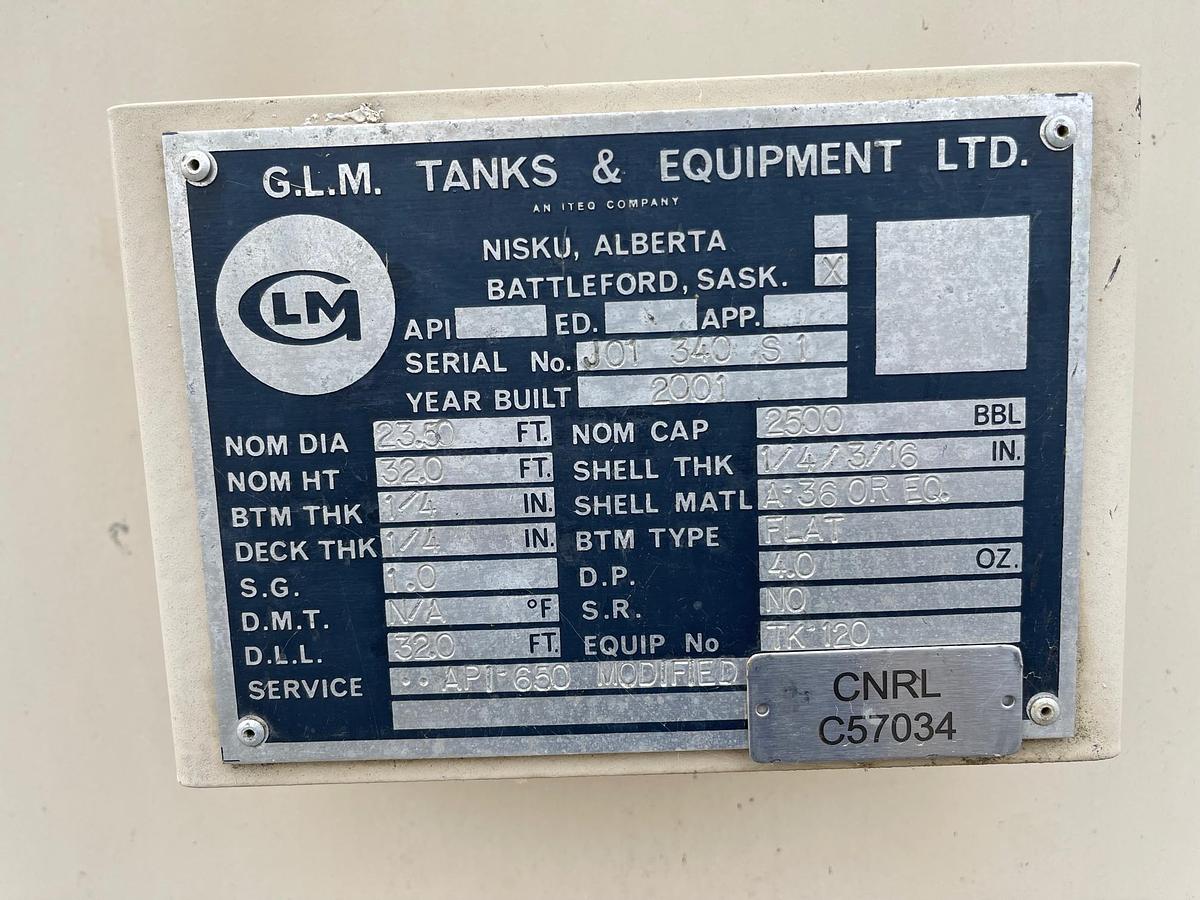 G.L.M. TANKS & EQUIPMENT LTD.
AN ITEQ COMPANY
GLM
NISKU, ALBERTA
BATTLEFORD, SASK. X
API ED. APP.
SERIAL No. J01 340 S1
YEAR BUILT 2001
NOM DIA 23.50 FT. NOM CAP 2500 BBL
NOM HT 32.0 FT. SHELL THK 1/4/3/16 IN.
BTM THK 1/4 IN. SHELL MATL A-36 OR EQ.
DECK THK 1/4 IN. BTM TYPE FLAT
S.G. 1.0 D.P. 4.0 OZ.
D.M.T. N/A °F S.R. NO
D.L.L. 32.0 FT. EQUIP No TK-120
SERVICE .. API-650 MODIFIED
CNRL
C57034